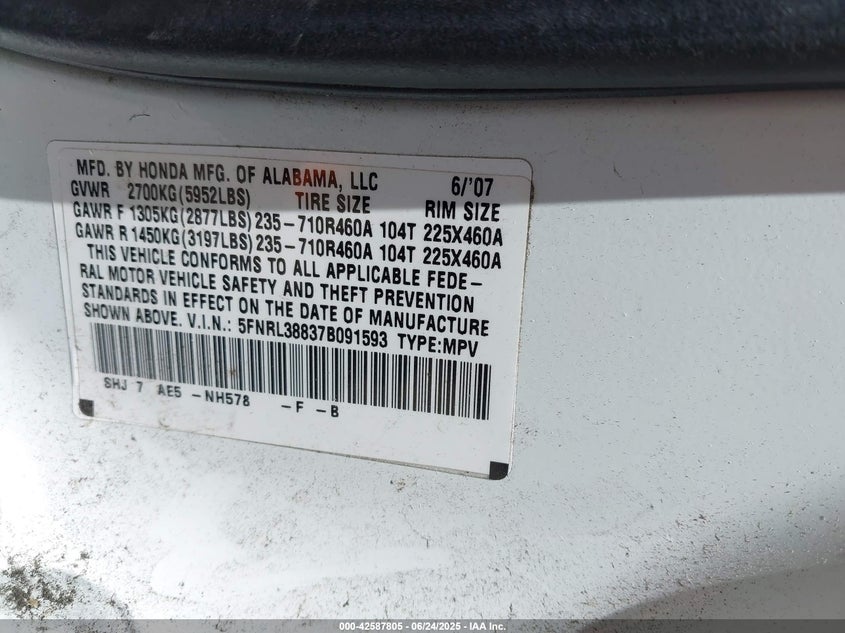 MFD. BY HONDA MFG. OF ALABAMA, LLC 6/'07
GVWR 2700KG(5952LBS) TIRE SIZE RIM SIZE
GAWR F 1305KG(2877LBS) 235-710R460A 104T 225X460A
GAWR R 1450KG(3197LBS) 235-710R460A 104T 225X460A
THIS VEHICLE CONFORMS TO ALL APPLICABLE FEDE-
RAL MOTOR VEHICLE SAFETY AND THEFT PREVENTION
STANDARDS IN EFFECT ON THE DATE OF MANUFACTURE
SHOWN ABOVE. V.I.N.: 5FNRL38837B091593 TYPE:MPV
SHJ 7 AE5 -NH578 -F -B
000-42587805 - 06/24/2025 - IAA Inc.